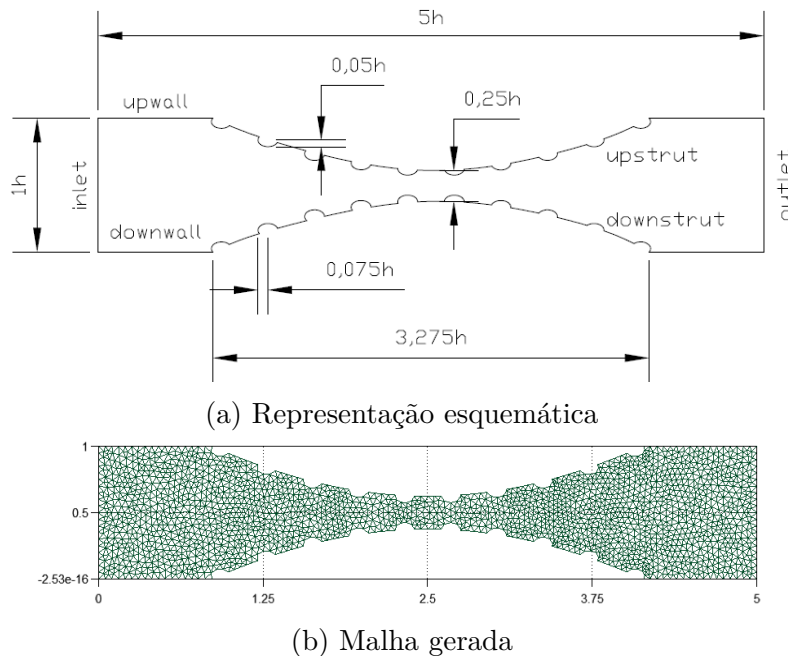 5h
0,05h
0,25h
upwall
upstrut
1h
inlet
outlet
downwall
downstrut
0,075h
3,275h
(a) Representação esquemática
1
0.5
-2.53e-16
0
1.25
2.5
3.75
5
(b) Malha gerada